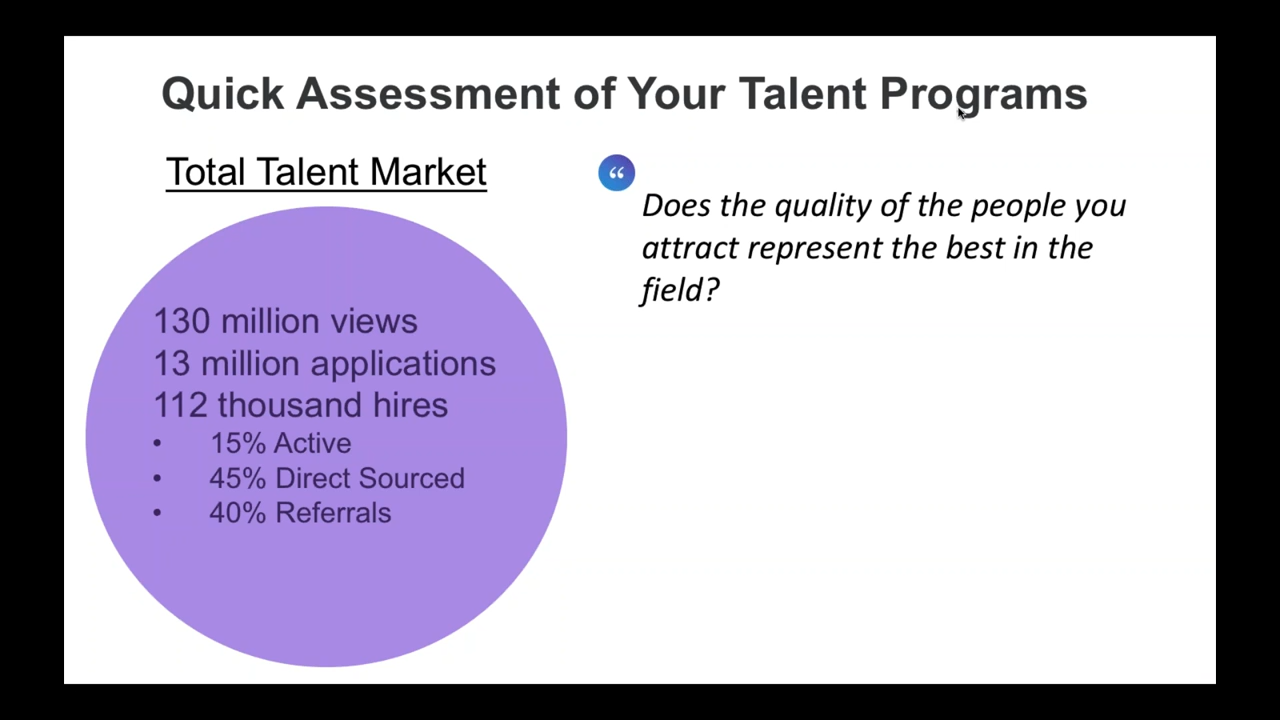 Quick Assessment of Your Talent Programs
Total Talent Market
130 million views
13 million applications
112 thousand hires
• 15% Active
• 45% Direct Sourced
• 40% Referrals
“
Does the quality of the people you
attract represent the best in the
field?